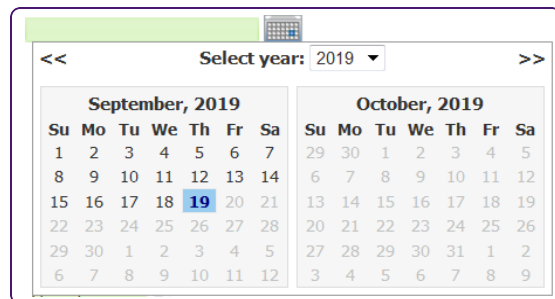 << Select year: 2019 >>
September, 2019
Su Mo Tu We Th Fr Sa
1 2 3 4 5 6 7
8 9 10 11 12 13 14
15 16 17 18 19 20 21
22 23 24 25 26 27 28
29 30 1 2 3 4 5
6 7 8 9 10 11 12
October, 2019
Su Mo Tu We Th Fr Sa
29 30 1 2 3 4 5
6 7 8 9 10 11 12
13 14 15 16 17 18 19
20 21 22 23 24 25 26
27 28 29 30 31 1 2
3 4 5 6 7 8 9